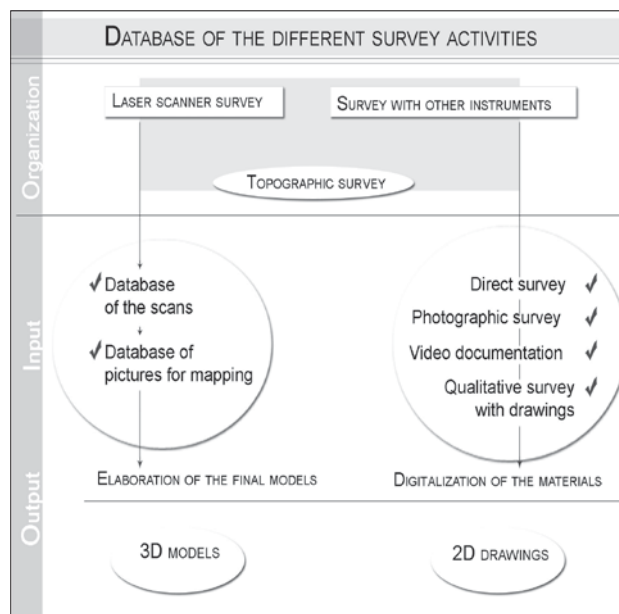 DATABASE OF THE DIFFERENT SURVEY ACTIVITIES
Organization
LASER SCANNER SURVEY
SURVEY WITH OTHER INSTRUMENTS
TOPOGRAPHIC SURVEY
Input
Database
of the scans
Database of
pictures for mapping
Direct survey
Photographic survey
Video documentation
Qualitative survey
with drawings
Output
ELABORATION OF THE FINAL MODELS
DIGITALIZATION OF THE MATERIALS
3D MODELS
2D DRAWINGS